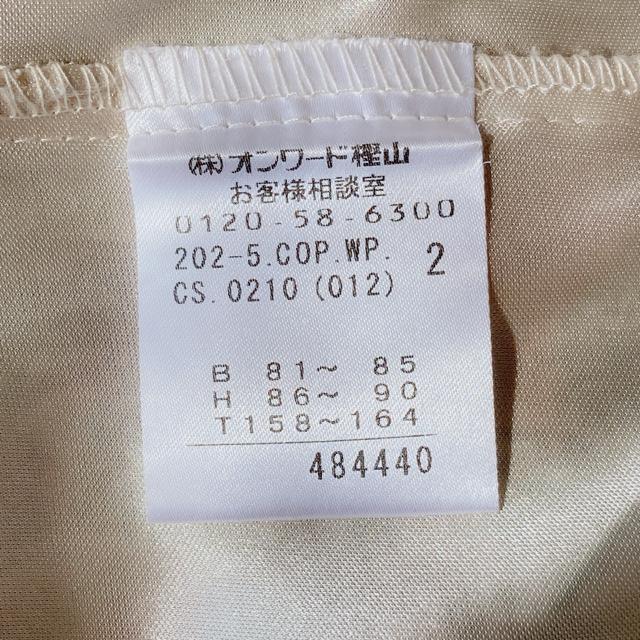 (株)オンワード樫山
お客様相談室
0120-58-6300
202-5.COP.WP. 2
CS.0210(012)
B 81〜 85
H 86〜 90
T158〜164
484440